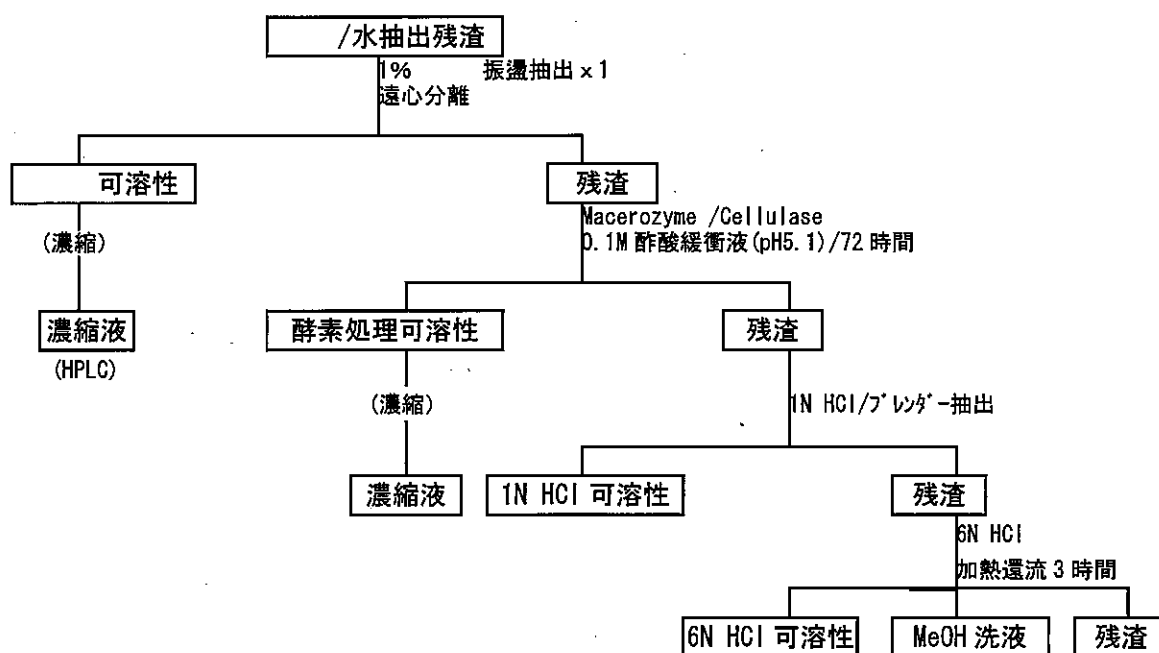 /水抽出残渣
1% 振盪抽出 x 1
遠心分離
可溶性
残渣
Macerozyme /Cellulase
0.1M 酢酸緩衝液(pH5.1)/72 時間
(濃縮)
濃縮液
(HPLC)
酵素処理可溶性
残渣
(濃縮)
1N HCl/ブレンダー抽出
濃縮液
1N HCl 可溶性
残渣
6N HCl
加熱還流 3 時間
6N HCl 可溶性
MeOH 洗液
残渣